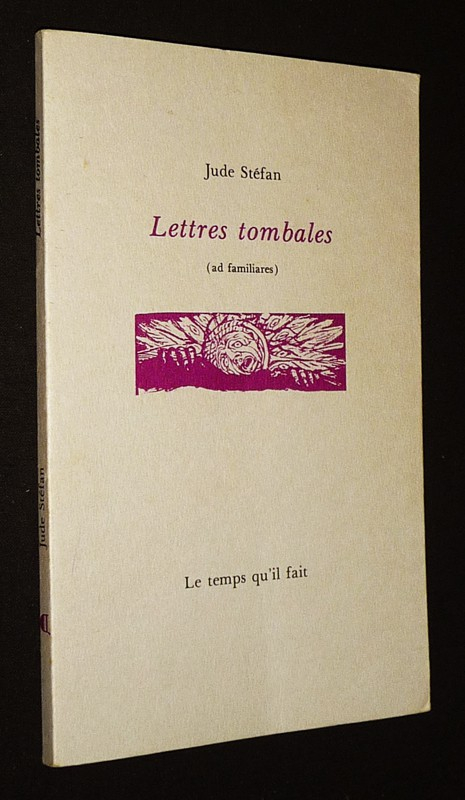 Jude Stéfan
Lettres tombales
(ad familiares)
Le temps qu'il fait
Lettres tombales
Jude Stéfan